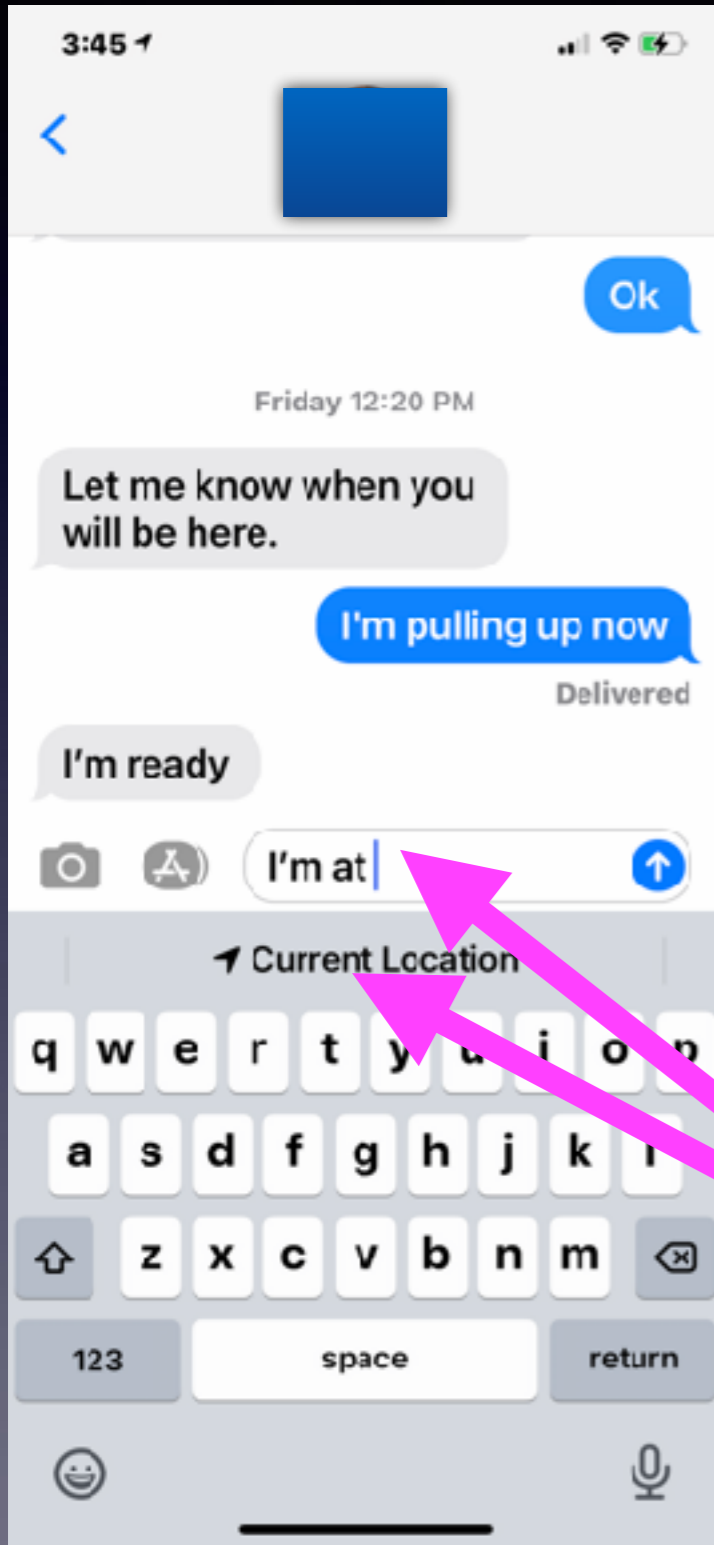 3:45
Ok
Friday 12:20 PM
Let me know when you
will be here.
I'm pulling up now
Delivered
I'm ready
I'm at
Current Location
q w e r t y u i o p
a s d f g h j k l
z x c v b n m
123 space return